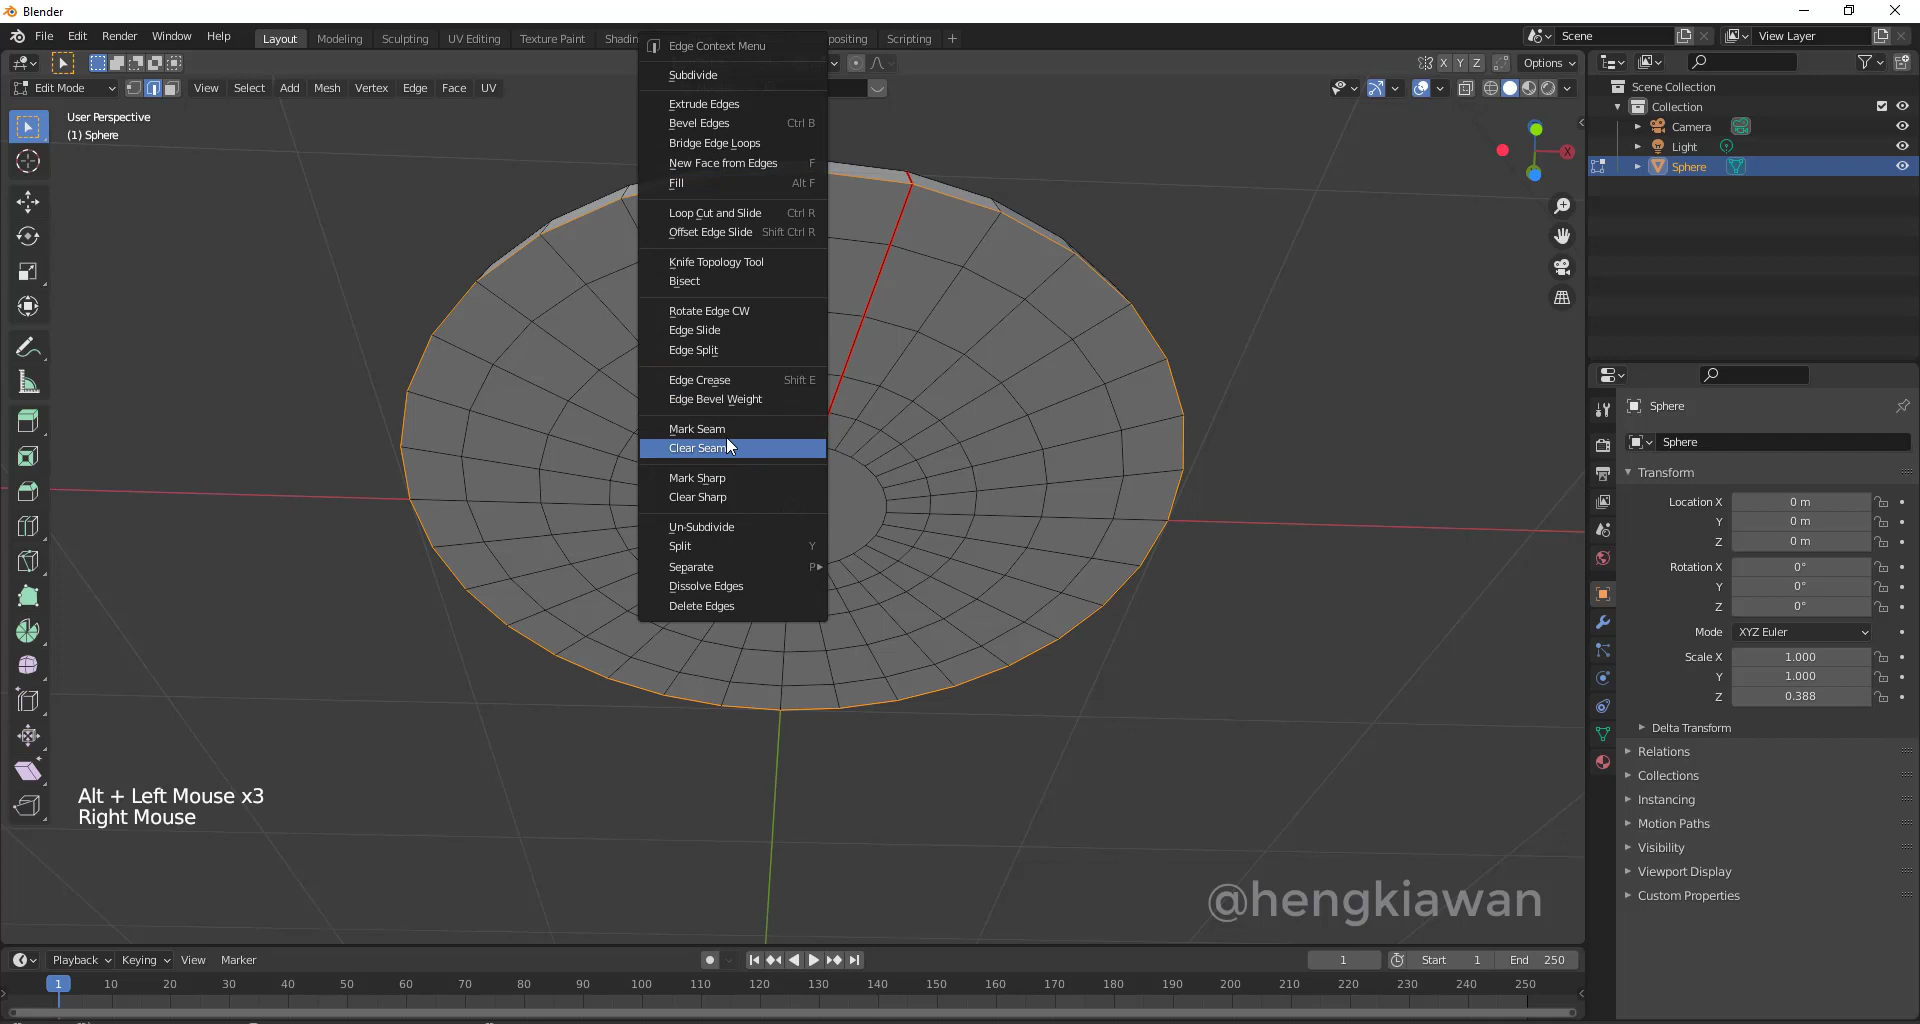 Blender
File Edit Render Window Help Layout Modeling Sculpting UV Editing Texture Paint Scripting + Scene View Layer
X Y Z Options
Edit Mode View Select Add Mesh Vertex Edge Face UV
User Perspective
(1) Sphere
Edge Context Menu
Subdivide
Extrude Edges
Bevel Edges Ctrl B
Bridge Edge Loops
New Face from Edges F
Fill Alt F
Loop Cut and Slide Ctrl R
Offset Edge Slide Shift Ctrl R
Knife Topology Tool
Bisect
Rotate Edge CW
Edge Slide
Edge Split
Edge Crease Shift E
Edge Bevel Weight
Mark Seam
Clear Seam
Mark Sharp
Clear Sharp
Un-Subdivide
Split Y
Separate P
Dissolve Edges
Delete Edges
X
Alt + Left Mouse x3
Right Mouse
@hengkiawan
Scene Collection
Collection
Camera
Light
Sphere
Sphere
Sphere
Transform
Location X 0 m
Y 0 m
Z 0 m
Rotation X 0°
Y 0°
Z 0°
Mode XYZ Euler
Scale X 1.000
Y 1.000
Z 0.388
Delta Transform
Relations
Collections
Instancing
Motion Paths
Visibility
Viewport Display
Custom Properties
Playback Keying View Marker 1 Start 1 End 250
1 10 20 30 40 50 60 70 80 90 100 110 120 130 140 150 160 170 180 190 200 210 220 230 240 250